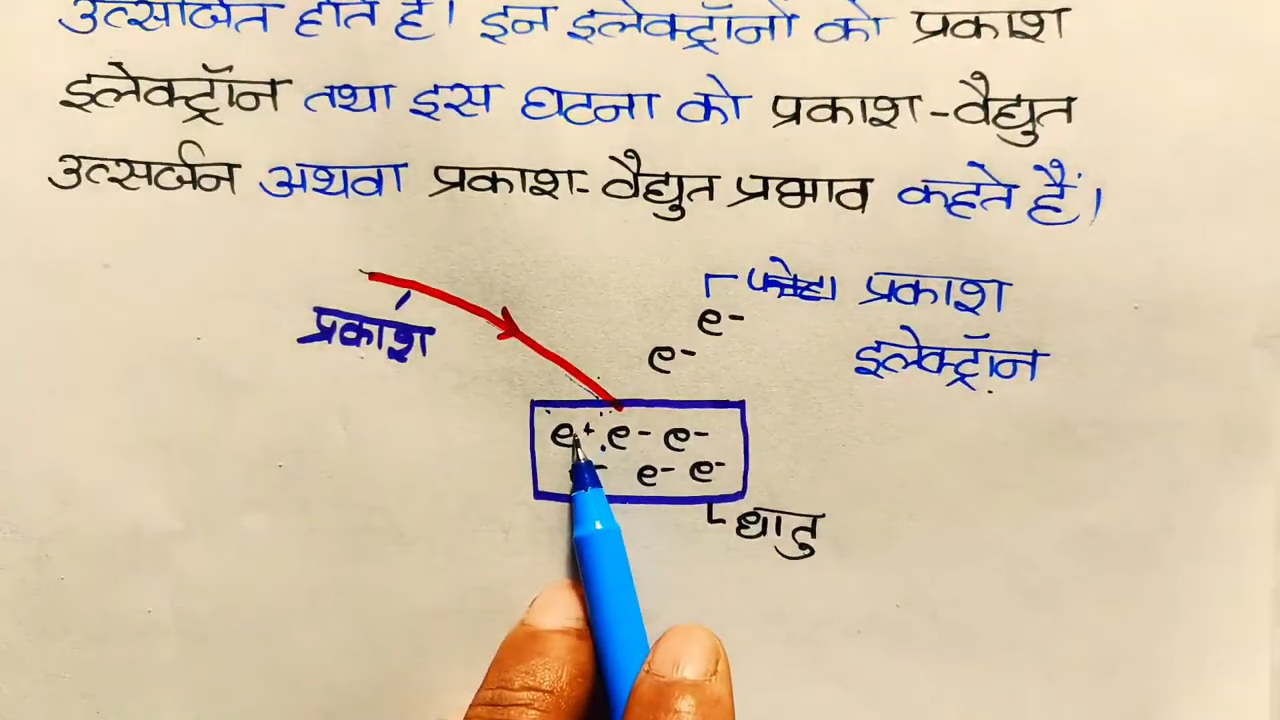 उत्सर्जित होते है। इन इलेक्ट्रॉनों को प्रकाश
इलेक्ट्रॉन तथा इस घटना को प्रकाश-वैद्युत
उत्सर्जन अथवा प्रकाश-वैद्युत प्रभाव कहते हैं।
प्रकाश
प्रकाश
इलेक्ट्रॉन
e-
e-
e+ e- e-
e- e-
धातु